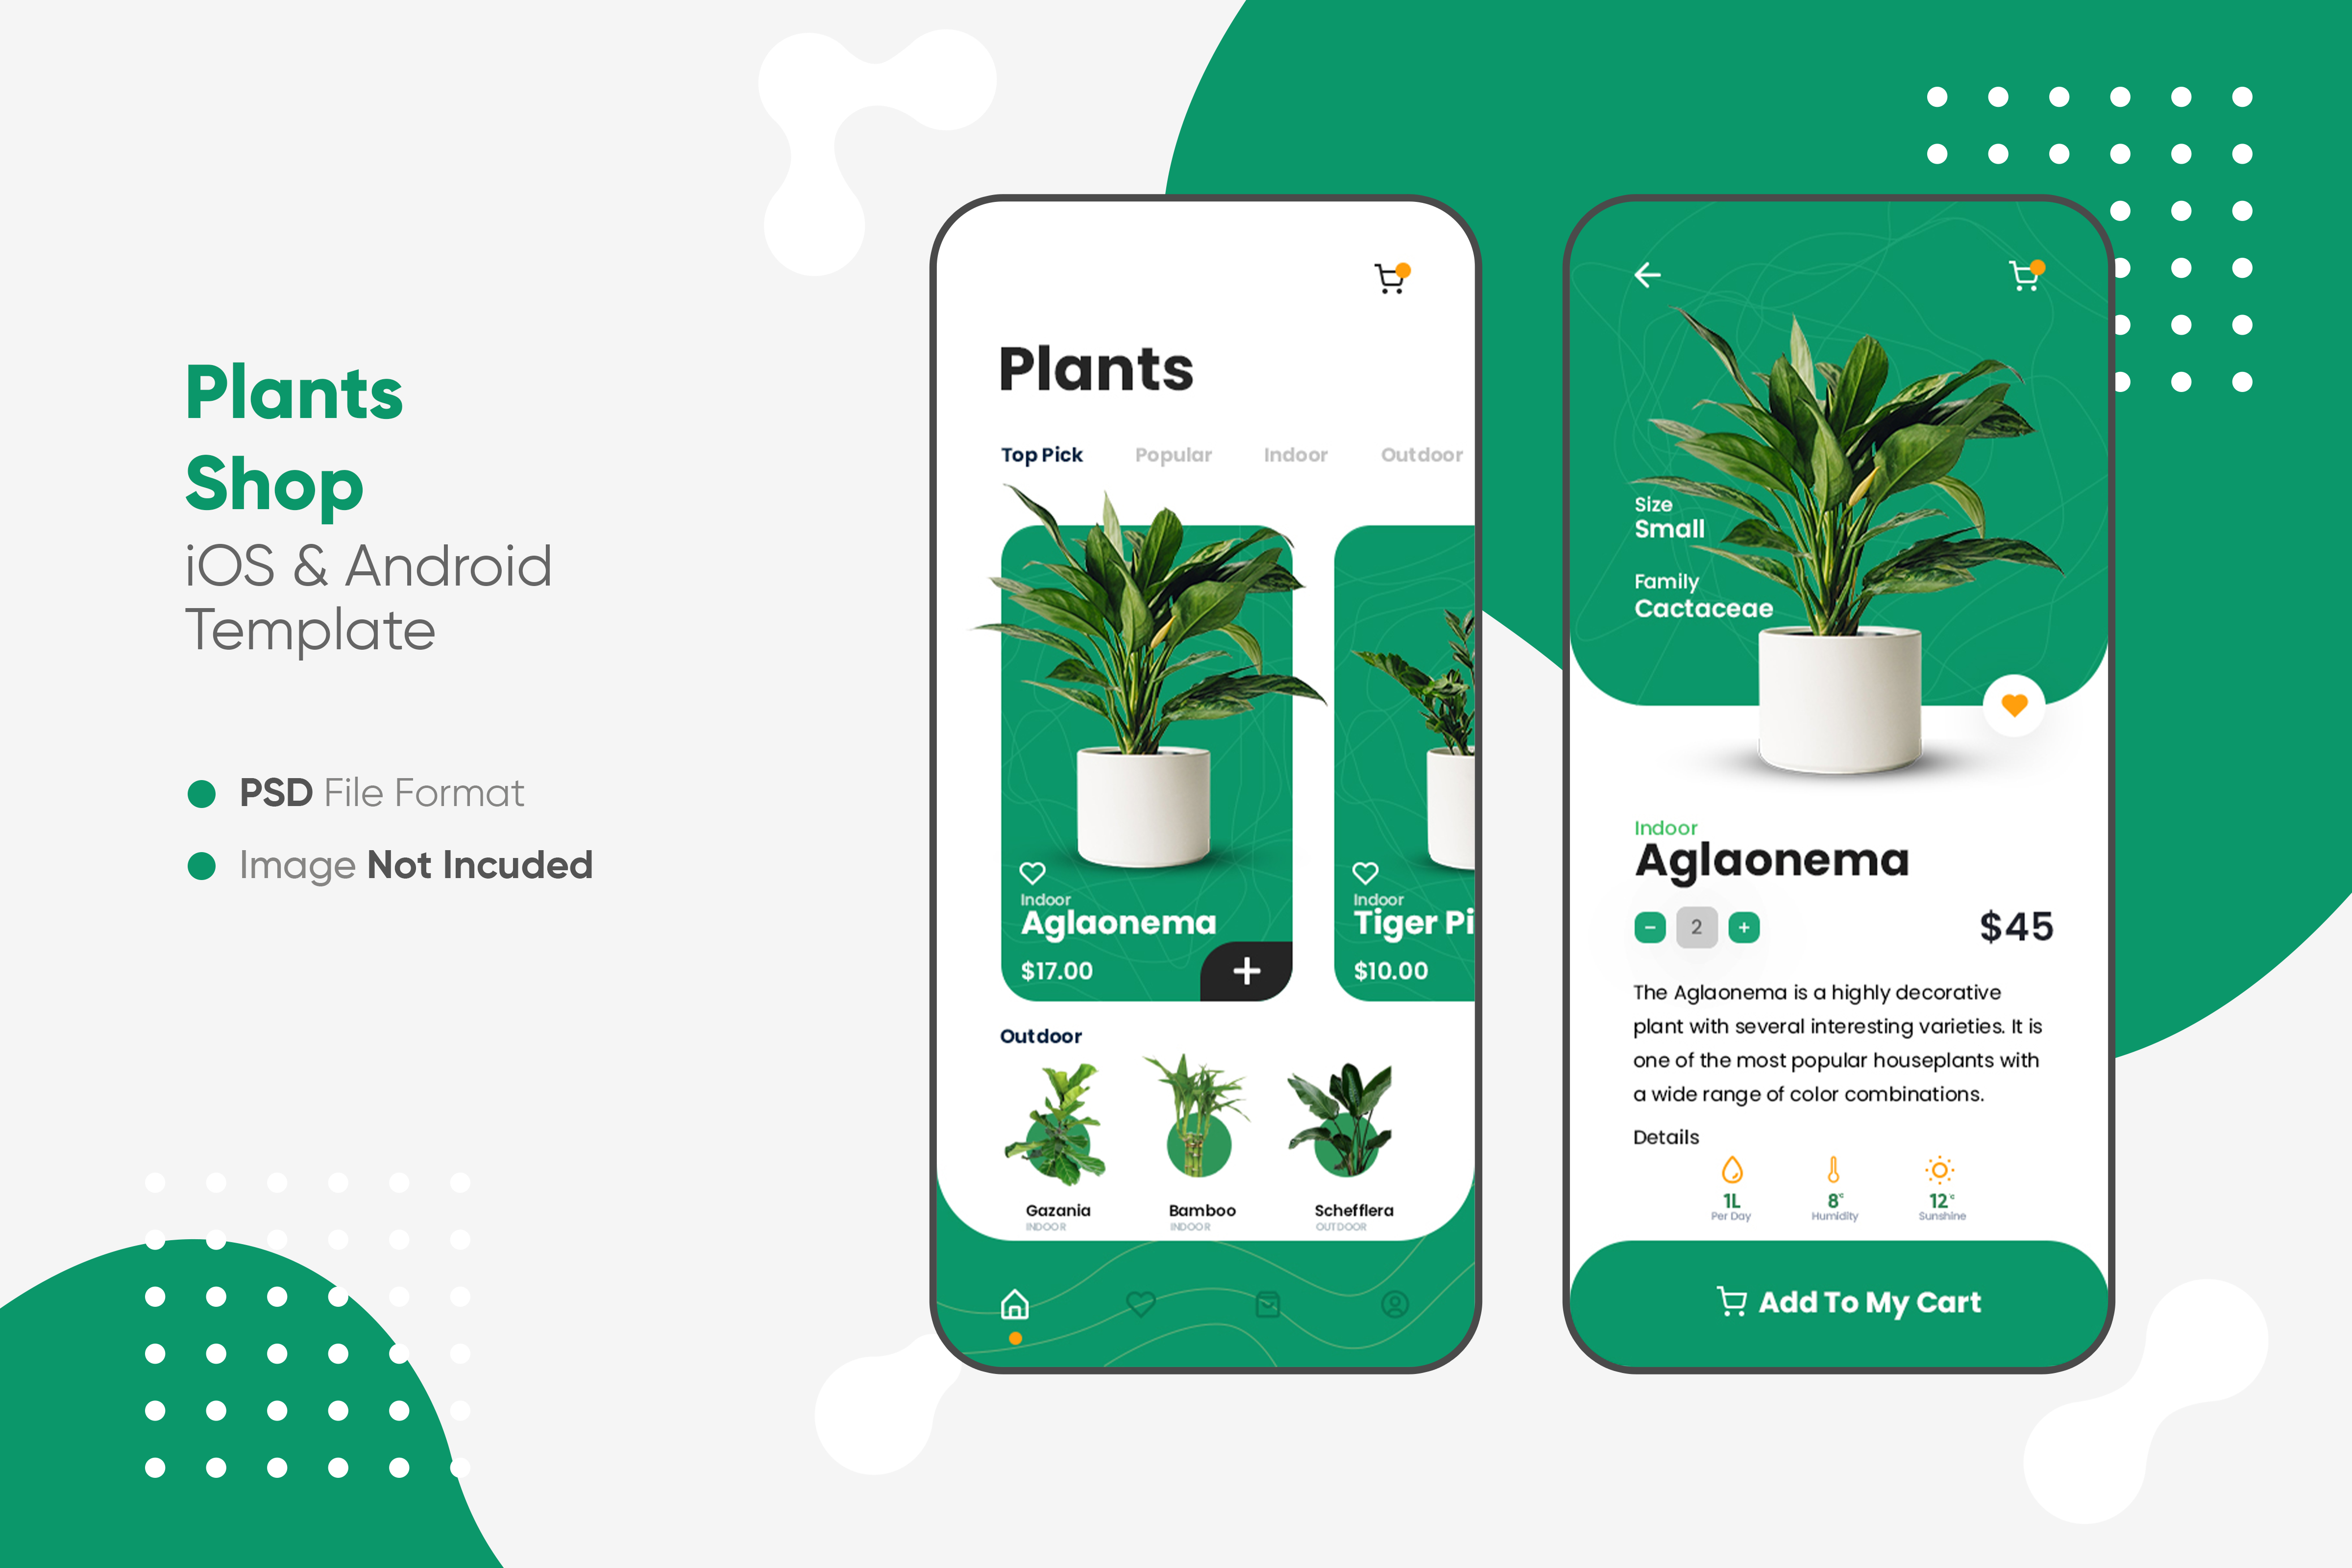 Plants
Shop
iOS & Android
Template
PSD File Format
Image Not Incuded
Plants
Top Pick Popular Indoor Outdoor
Indoor
Aglaonema
$17.00
Indoor
Tiger Pi
$10.00
Outdoor
Gazania
INDOOR
Bamboo
INDOOR
Schefflera
OUTDOOR
Size
Small
Family
Cactaceae
Indoor
Aglaonema
2
$45
The Aglaonema is a highly decorative
plant with several interesting varieties. It is
one of the most popular houseplants with
a wide range of color combinations.
Details
1L
Per Day
8°c
Humidity
12°c
Sunshine
Add To My Cart